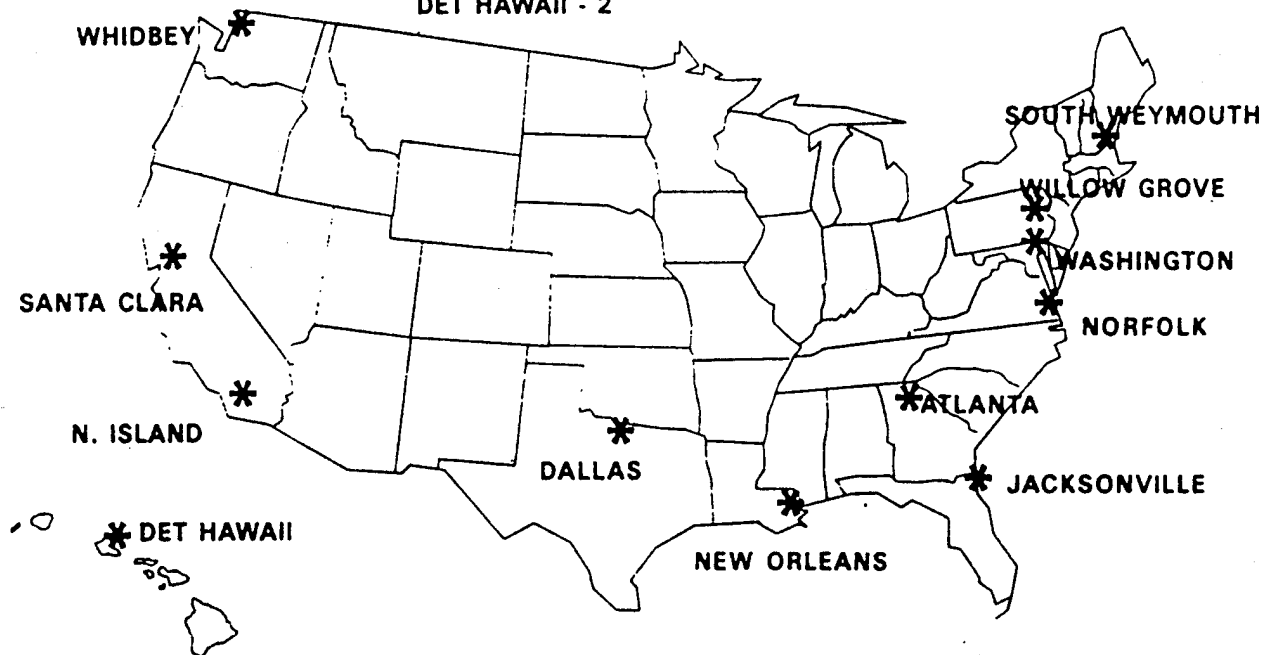 DET HAWAII - 2
WHIDBEY
SOUTH WEYMOUTH
WILLOW GROVE
WASHINGTON
SANTA CLARA
NORFOLK
ATLANTA
N. ISLAND
DALLAS
JACKSONVILLE
DET HAWAII
NEW ORLEANS